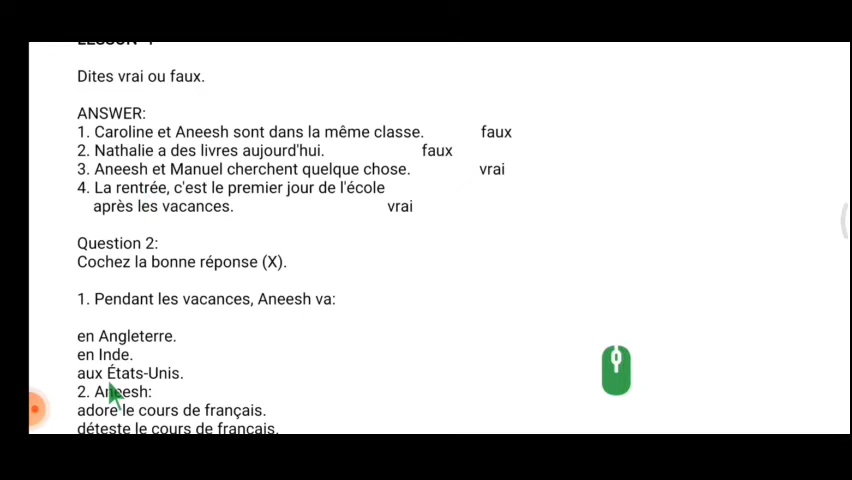 Dites vrai ou faux.
ANSWER:
1. Caroline et Aneesh sont dans la même classe. faux
2. Nathalie a des livres aujourd'hui. faux
3. Aneesh et Manuel cherchent quelque chose. vrai
4. La rentrée, c'est le premier jour de l'école
après les vacances. vrai
Question 2:
Cochez la bonne réponse (X).
1. Pendant les vacances, Aneesh va:
en Angleterre.
en Inde.
aux États-Unis.
2. Aneesh:
adore le cours de français.
déteste le cours de français.